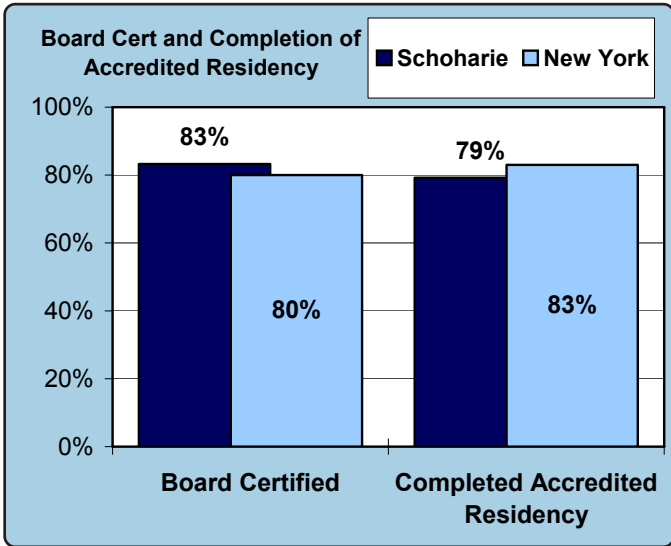 Board Cert and Completion of
Accredited Residency
Schoharie New York
100%
80%
60%
40%
20%
0%
83%
80%
79%
83%
Board Certified
Completed Accredited
Residency